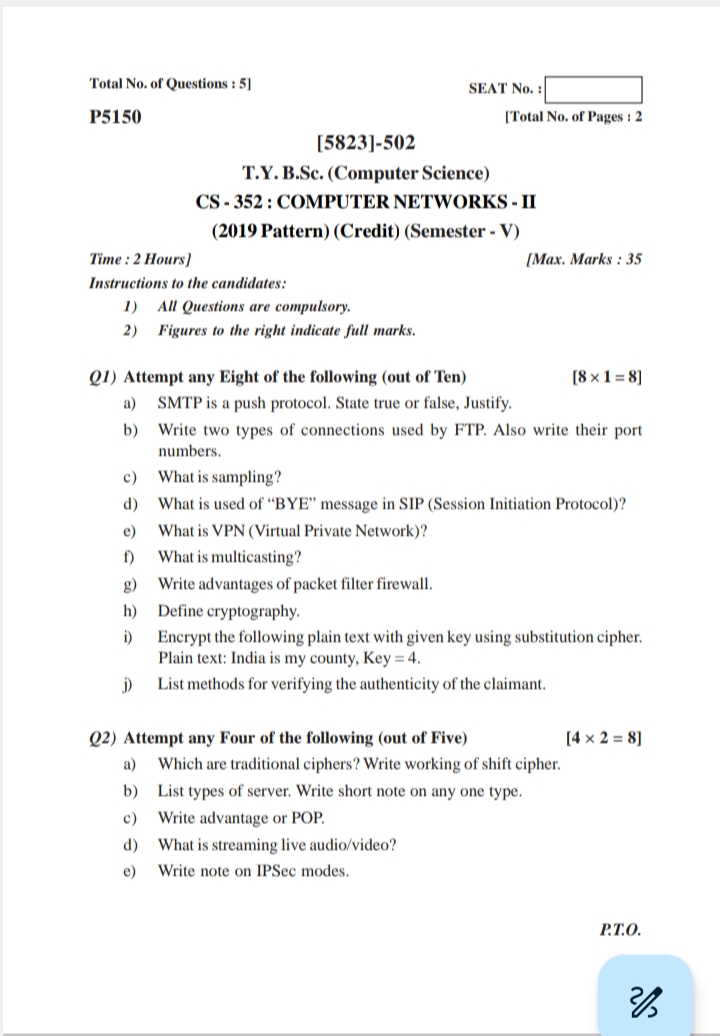 Total No. of Questions : 5]
SEAT No. :
P5150
[Total No. of Pages : 2
[5823]-502
T.Y. B.Sc. (Computer Science)
CS - 352 : COMPUTER NETWORKS - II
(2019 Pattern) (Credit) (Semester - V)
Time : 2 Hours]
[Max. Marks : 35
Instructions to the candidates:
1) All Questions are compulsory.
2) Figures to the right indicate full marks.
Q1) Attempt any Eight of the following (out of Ten) [8 × 1 = 8]
a) SMTP is a push protocol. State true or false, Justify.
b) Write two types of connections used by FTP. Also write their port
numbers.
c) What is sampling?
d) What is used of “BYE” message in SIP (Session Initiation Protocol)?
e) What is VPN (Virtual Private Network)?
f) What is multicasting?
g) Write advantages of packet filter firewall.
h) Define cryptography.
i) Encrypt the following plain text with given key using substitution cipher.
Plain text: India is my county, Key = 4.
j) List methods for verifying the authenticity of the claimant.
Q2) Attempt any Four of the following (out of Five) [4 × 2 = 8]
a) Which are traditional ciphers? Write working of shift cipher.
b) List types of server. Write short note on any one type.
c) Write advantage or POP.
d) What is streaming live audio/video?
e) Write note on IPSec modes.
P.T.O.